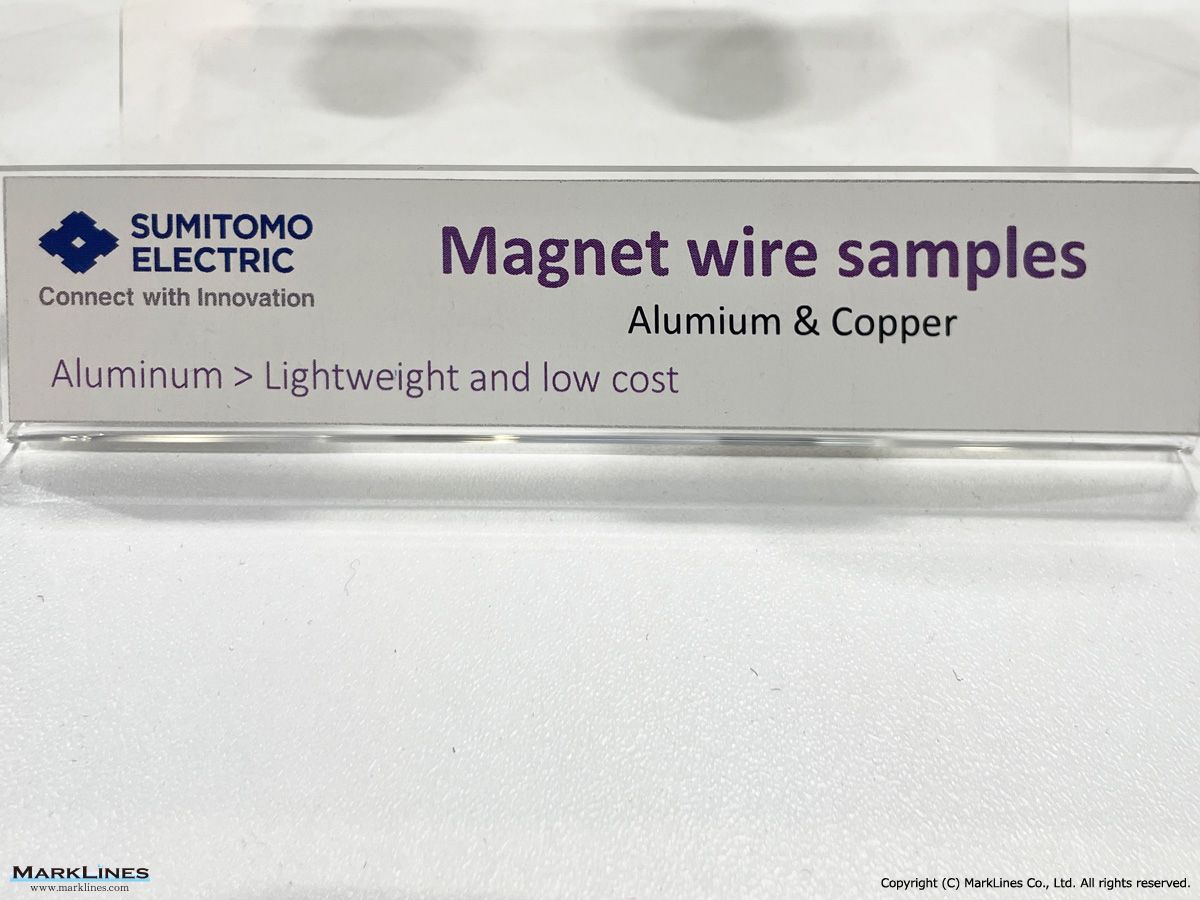 SUMITOMO
ELECTRIC
Connect with Innovation
Magnet wire samples
Alumium & Copper
Aluminum > Lightweight and low cost
MARKLINES
www.marklines.com
Copyright (C) MarkLines Co., Ltd. All rights reserved.